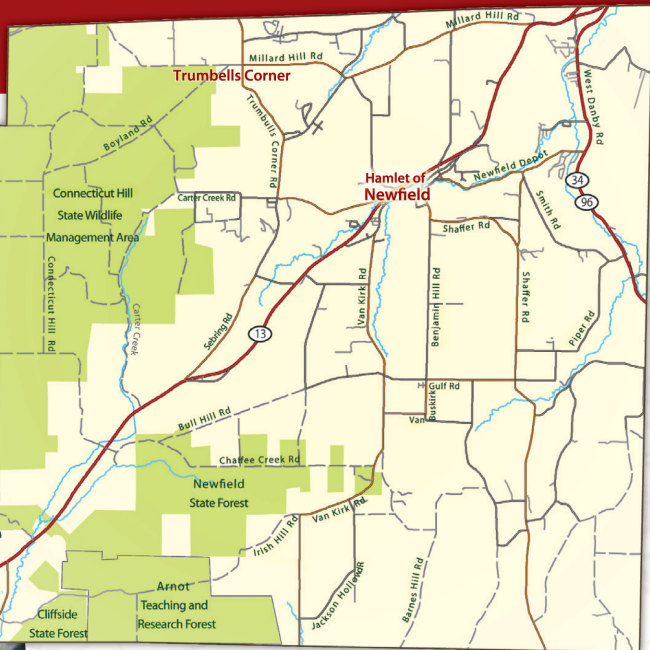 Millard Hill Rd
Millard Hill Rd
Trumbells Corner
West Danby Rd
Trumbulls Corner Rd
Boyland Rd
Newfield Depot
Hamlet of
Newfield
34
96
Connecticut Hill
State Wildlife
Management Area
Carter Creek Rd
Smith Rd
Shaffer Rd
Connecticut Hill Rd
Van Kirk Rd
Benjamin Hill Rd
Shaffer Rd
Carter Creek
Sebring Rd
13
Piper Rd
Gulf Rd
Van Buskirk
Bull Hill Rd
Chaffee Creek Rd
Newfield
State Forest
Van Kirk Rd
Irish Hill Rd
Arnot
Teaching and
Research Forest
Jackson HollowR
Barnes Hill Rd
Cliffside
State Forest